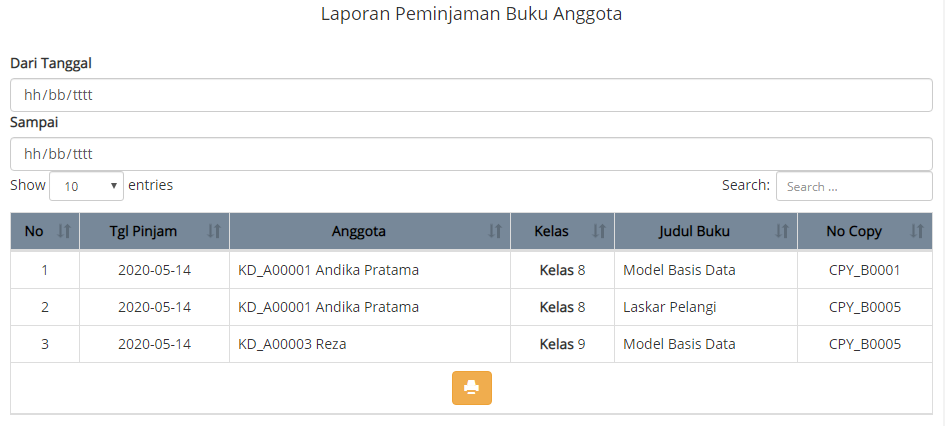 Laporan Peminjaman Buku Anggota
Dari Tanggal
hh/bb/tttt
Sampai
hh/bb/tttt
Show 10 entries Search: Search ...
No Tgl Pinjam Anggota Kelas Judul Buku No Copy
1 2020-05-14 KD_A00001 Andika Pratama Kelas 8 Model Basis Data CPY_B0001
2 2020-05-14 KD_A00001 Andika Pratama Kelas 8 Laskar Pelangi CPY_B0005
3 2020-05-14 KD_A00003 Reza Kelas 9 Model Basis Data CPY_B0005